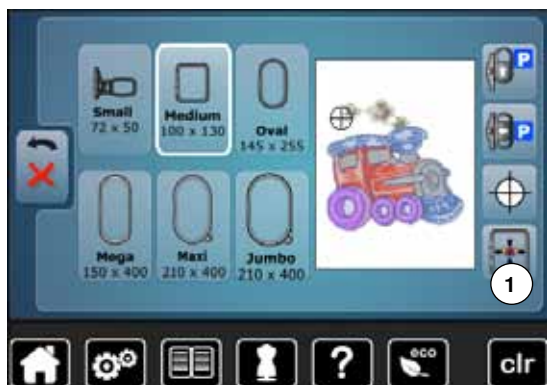 Small
72 x 50
Medium
100 x 130
Oval
145 x 255
Mega
150 x 400
Maxi
210 x 400
Jumbo
210 x 400
P
P
1
?
eco
clr